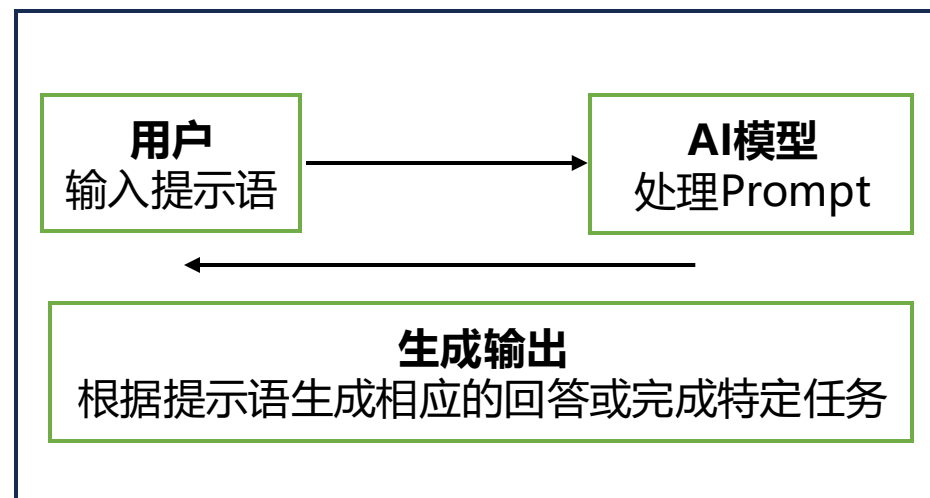 用户
输入提示语
AI模型
处理Prompt
生成输出
根据提示语生成相应的回答或完成特定任务